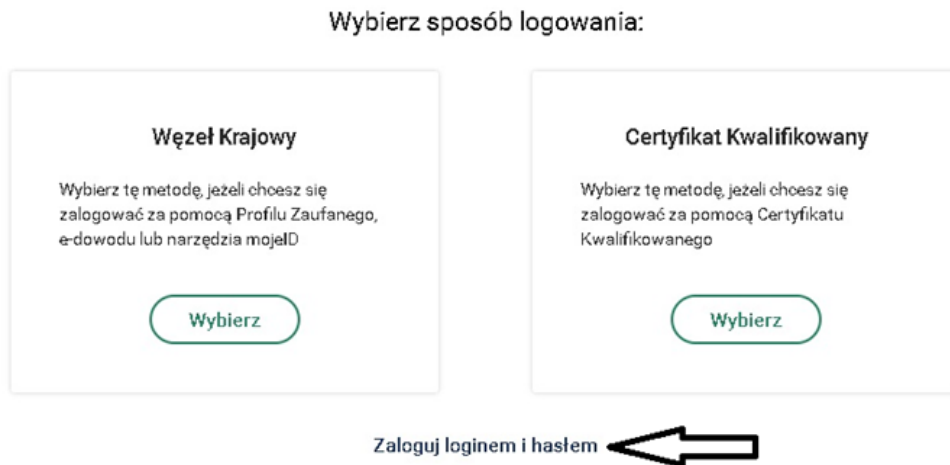 Wybierz sposób logowania:
Węzeł Krajowy
Wybierz tę metodę, jeżeli chcesz się
zalogować za pomocą Profilu Zaufanego,
e-dowodu lub narzędzia mojeID
Wybierz
Certyfikat Kwalifikowany
Wybierz tę metodę, jeżeli chcesz się
zalogować za pomocą Certyfikatu
Kwalifikowanego
Wybierz
Zaloguj loginem i hasłem